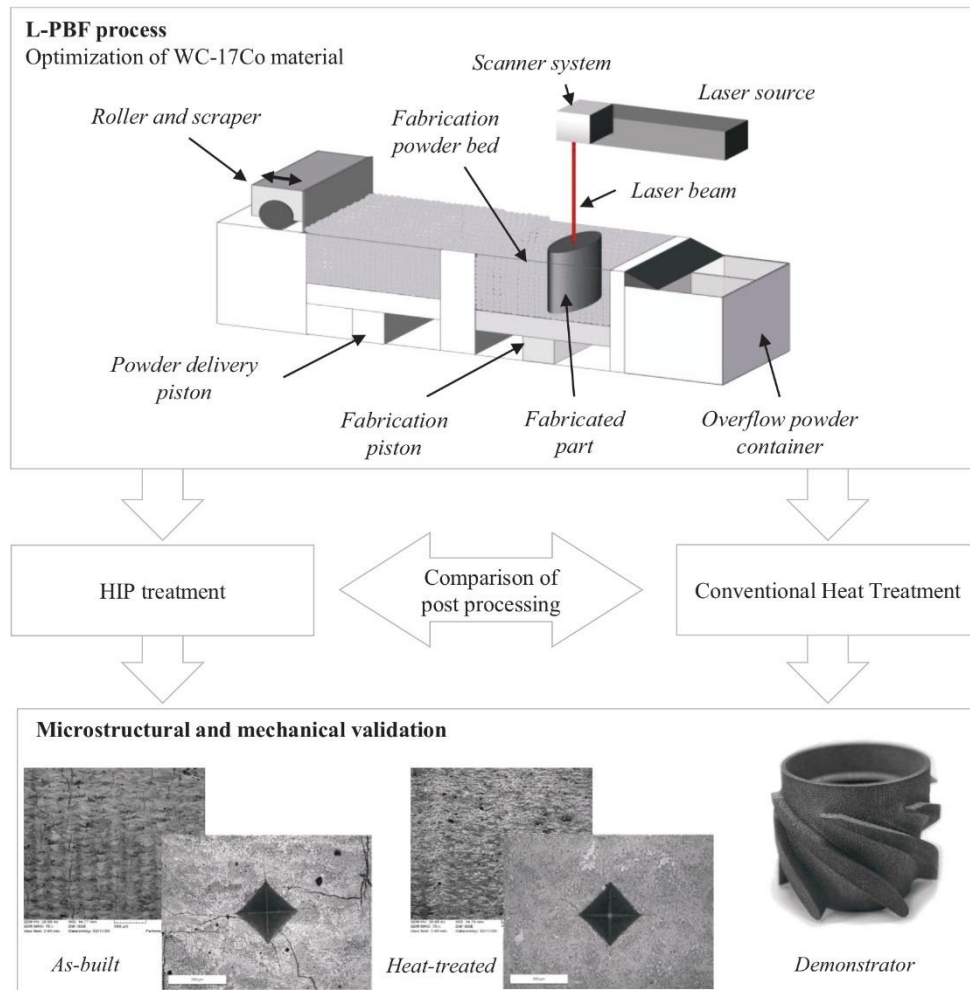 L-PBF process
Optimization of WC-17Co material
Scanner system
Laser source
Roller and scraper
Fabrication
powder bed
Laser beam
Powder delivery
piston
Fabrication
piston
Fabricated
part
Overflow powder
container
HIP treatment
Comparison of
post processing
Conventional Heat Treatment
Microstructural and mechanical validation
As-built
Heat-treated
Demonstrator